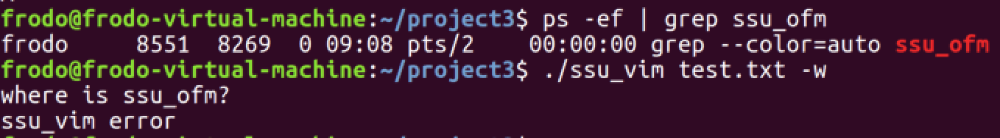 frodo@frodo-virtual-machine:~/project3$ ps -ef | grep ssu_ofm
frodo     8551  8269  0 09:08 pts/2    00:00:00 grep --color=auto ssu_ofm
frodo@frodo-virtual-machine:~/project3$ ./ssu_vim test.txt -w
where is ssu_ofm?
ssu_vim error